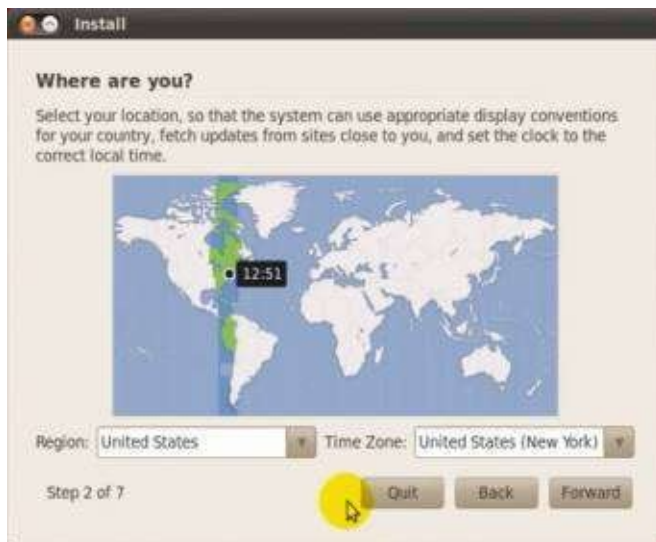 Install
Where are you?
Select your location, so that the system can use appropriate display conventions
for your country, fetch updates from sites close to you, and set the clock to the
correct local time.
12:51
Region: United States Time Zone: United States (New York)
Step 2 of 7 Quit Back Forward